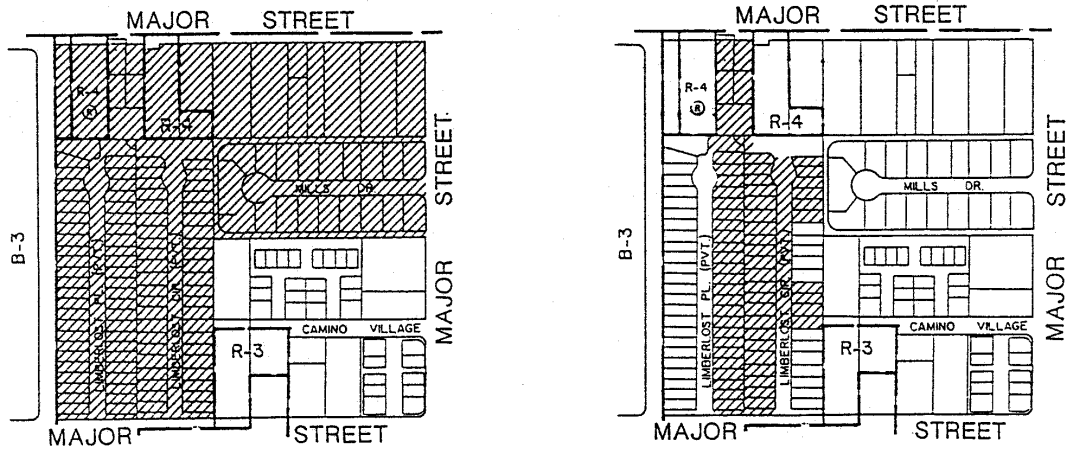 MAJOR STREET
R-4
R
R-4
B-3
MILLS DR.
STREET
MAJOR
LIMBERLOST PL. (PVT.)
LIMBERLOST CIR. (PVT.)
CAMINO VILLAGE
R-3
MAJOR STREET
MAJOR STREET
R-4
R
R-4
B-3
MILLS DR.
STREET
MAJOR
LIMBERLOST PL. (PVT.)
LIMBERLOST CIR. (PVT.)
CAMINO VILLAGE
R-3
MAJOR STREET